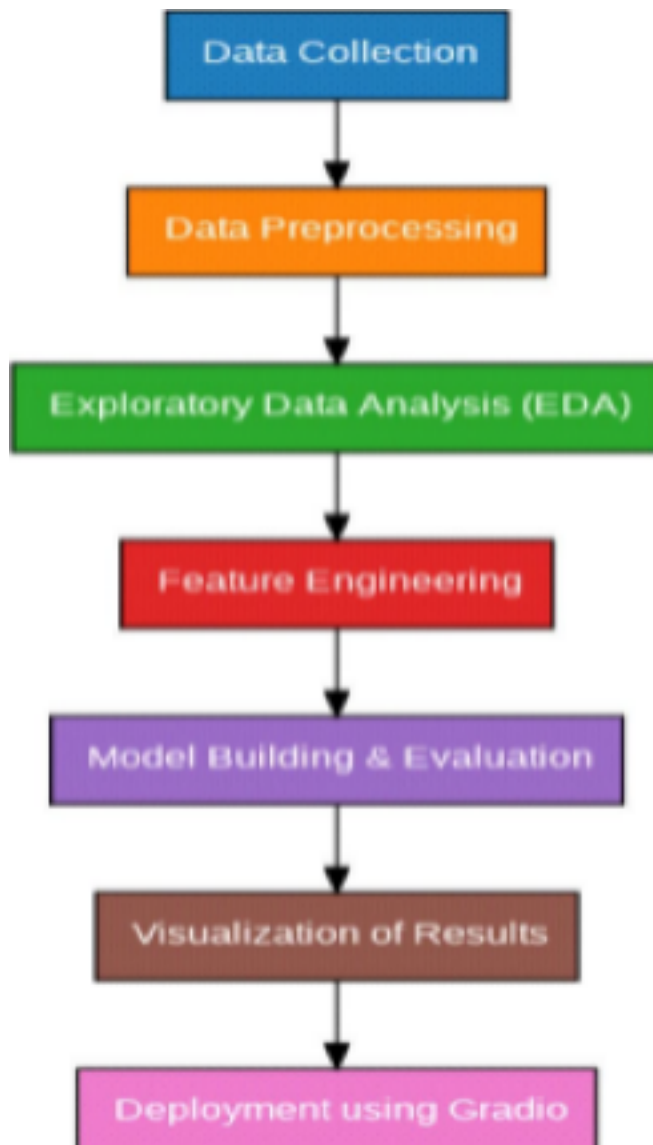 Data Collection
Data Preprocessing
Exploratory Data Analysis (EDA)
Feature Engineering
Model Building & Evaluation
Visualization of Results
Deployment using Gradio